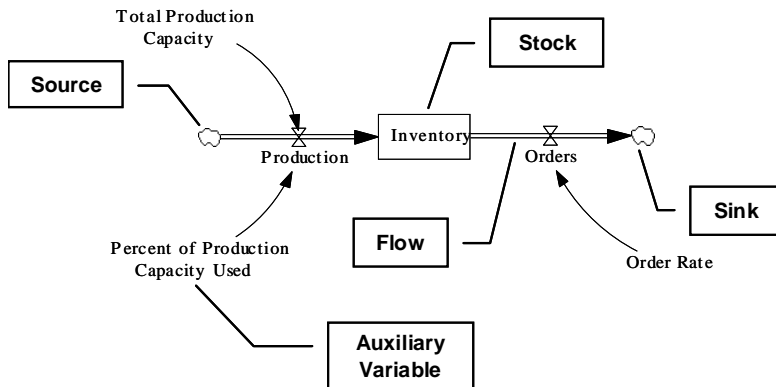 Total Production
Capacity
Stock
Source
Inventory
Production
Orders
Sink
Flow
Percent of Production
Capacity Used
Order Rate
Auxiliary
Variable